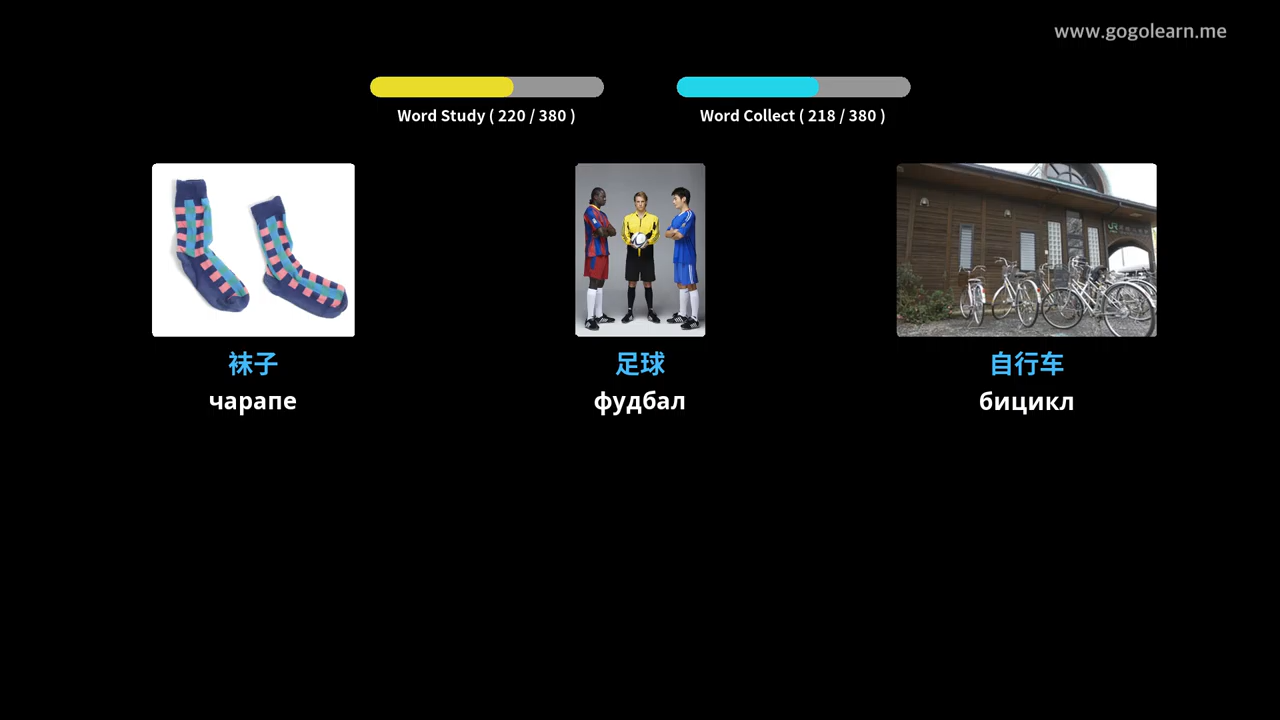 www.gogolearn.me
Word Study ( 220 / 380 )
Word Collect ( 218 / 380 )
袜子
足球
自行车
чарапе
фудбал
бицикл